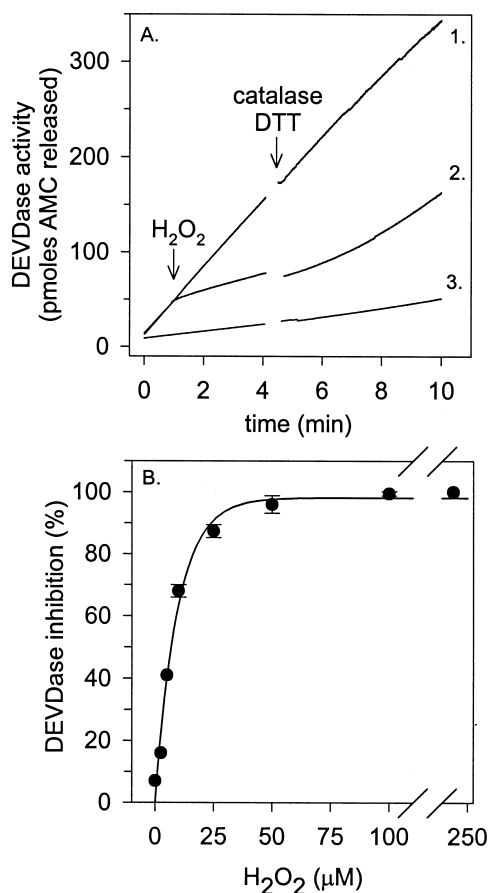 A.
1.
300
catalase
DTT
200
2.
H₂O₂
100
3.
0
DEVDase activity
(pmoles AMC released)
0 2 4 6 8 10
time (min)
B.
100
80
60
40
20
0
DEVDase inhibition (%)
0 25 50 75 100 250
H₂O₂ (μM)